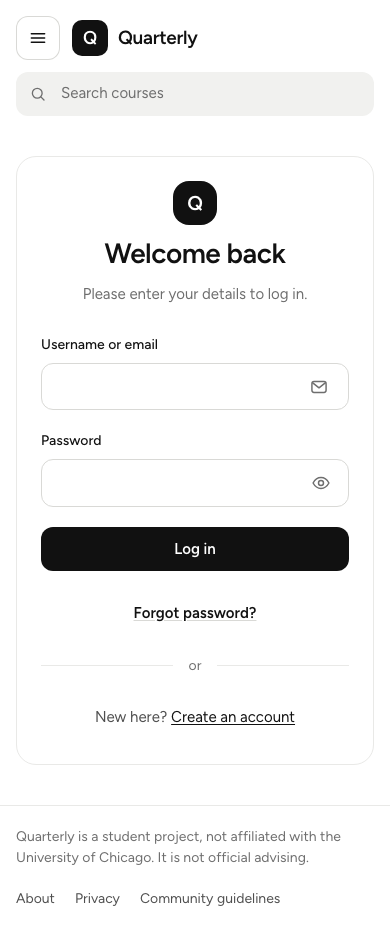 Q Quarterly
Search courses
Q
Welcome back
Please enter your details to log in.
Username or email
Password
Log in
Forgot password?
or
New here? Create an account
Quarterly is a student project, not affiliated with the
University of Chicago. It is not official advising.
About Privacy Community guidelines